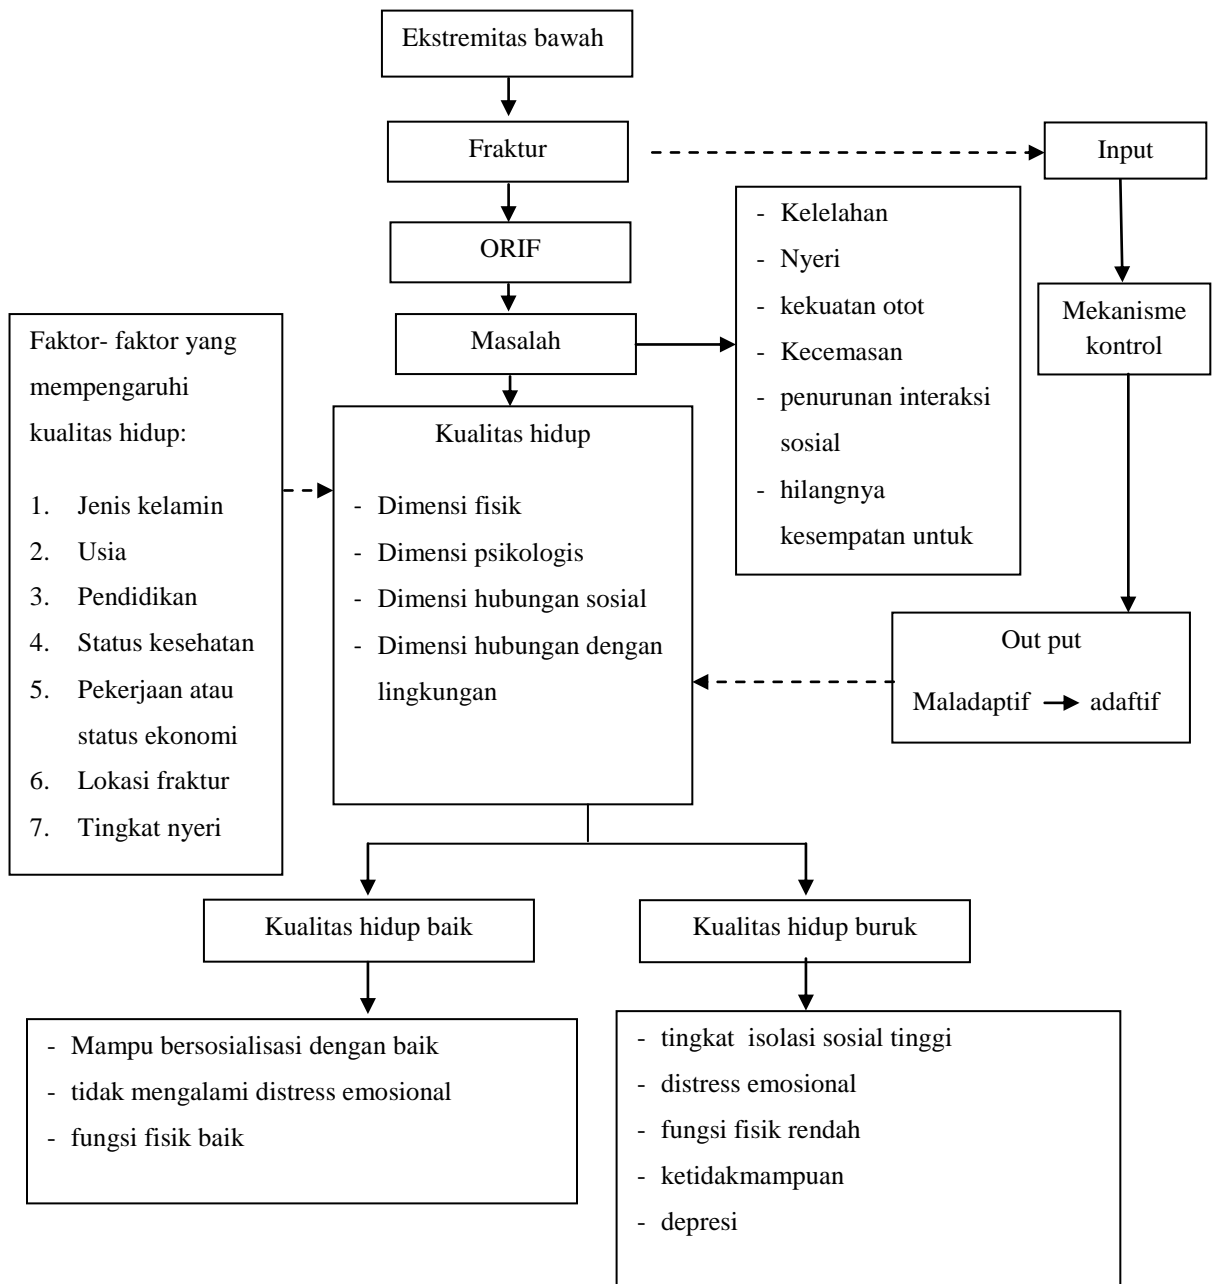 Ekstremitas bawah
Fraktur
Input
ORIF
- Kelelahan
- Nyeri
- kekuatan otot
- Kecemasan
- penurunan interaksi
sosial
- hilangnya
kesempatan untuk
Mekanisme
kontrol
Masalah
Faktor- faktor yang
mempengaruhi
kualitas hidup:
1. Jenis kelamin
2. Usia
3. Pendidikan
4. Status kesehatan
5. Pekerjaan atau
status ekonomi
6. Lokasi fraktur
7. Tingkat nyeri
Kualitas hidup
- Dimensi fisik
- Dimensi psikologis
- Dimensi hubungan sosial
- Dimensi hubungan dengan
lingkungan
Out put
Maladaptif → adaftif
Kualitas hidup baik
Kualitas hidup buruk
- Mampu bersosialisasi dengan baik
- tidak mengalami distress emosional
- fungsi fisik baik
- tingkat isolasi sosial tinggi
- distress emosional
- fungsi fisik rendah
- ketidakmampuan
- depresi